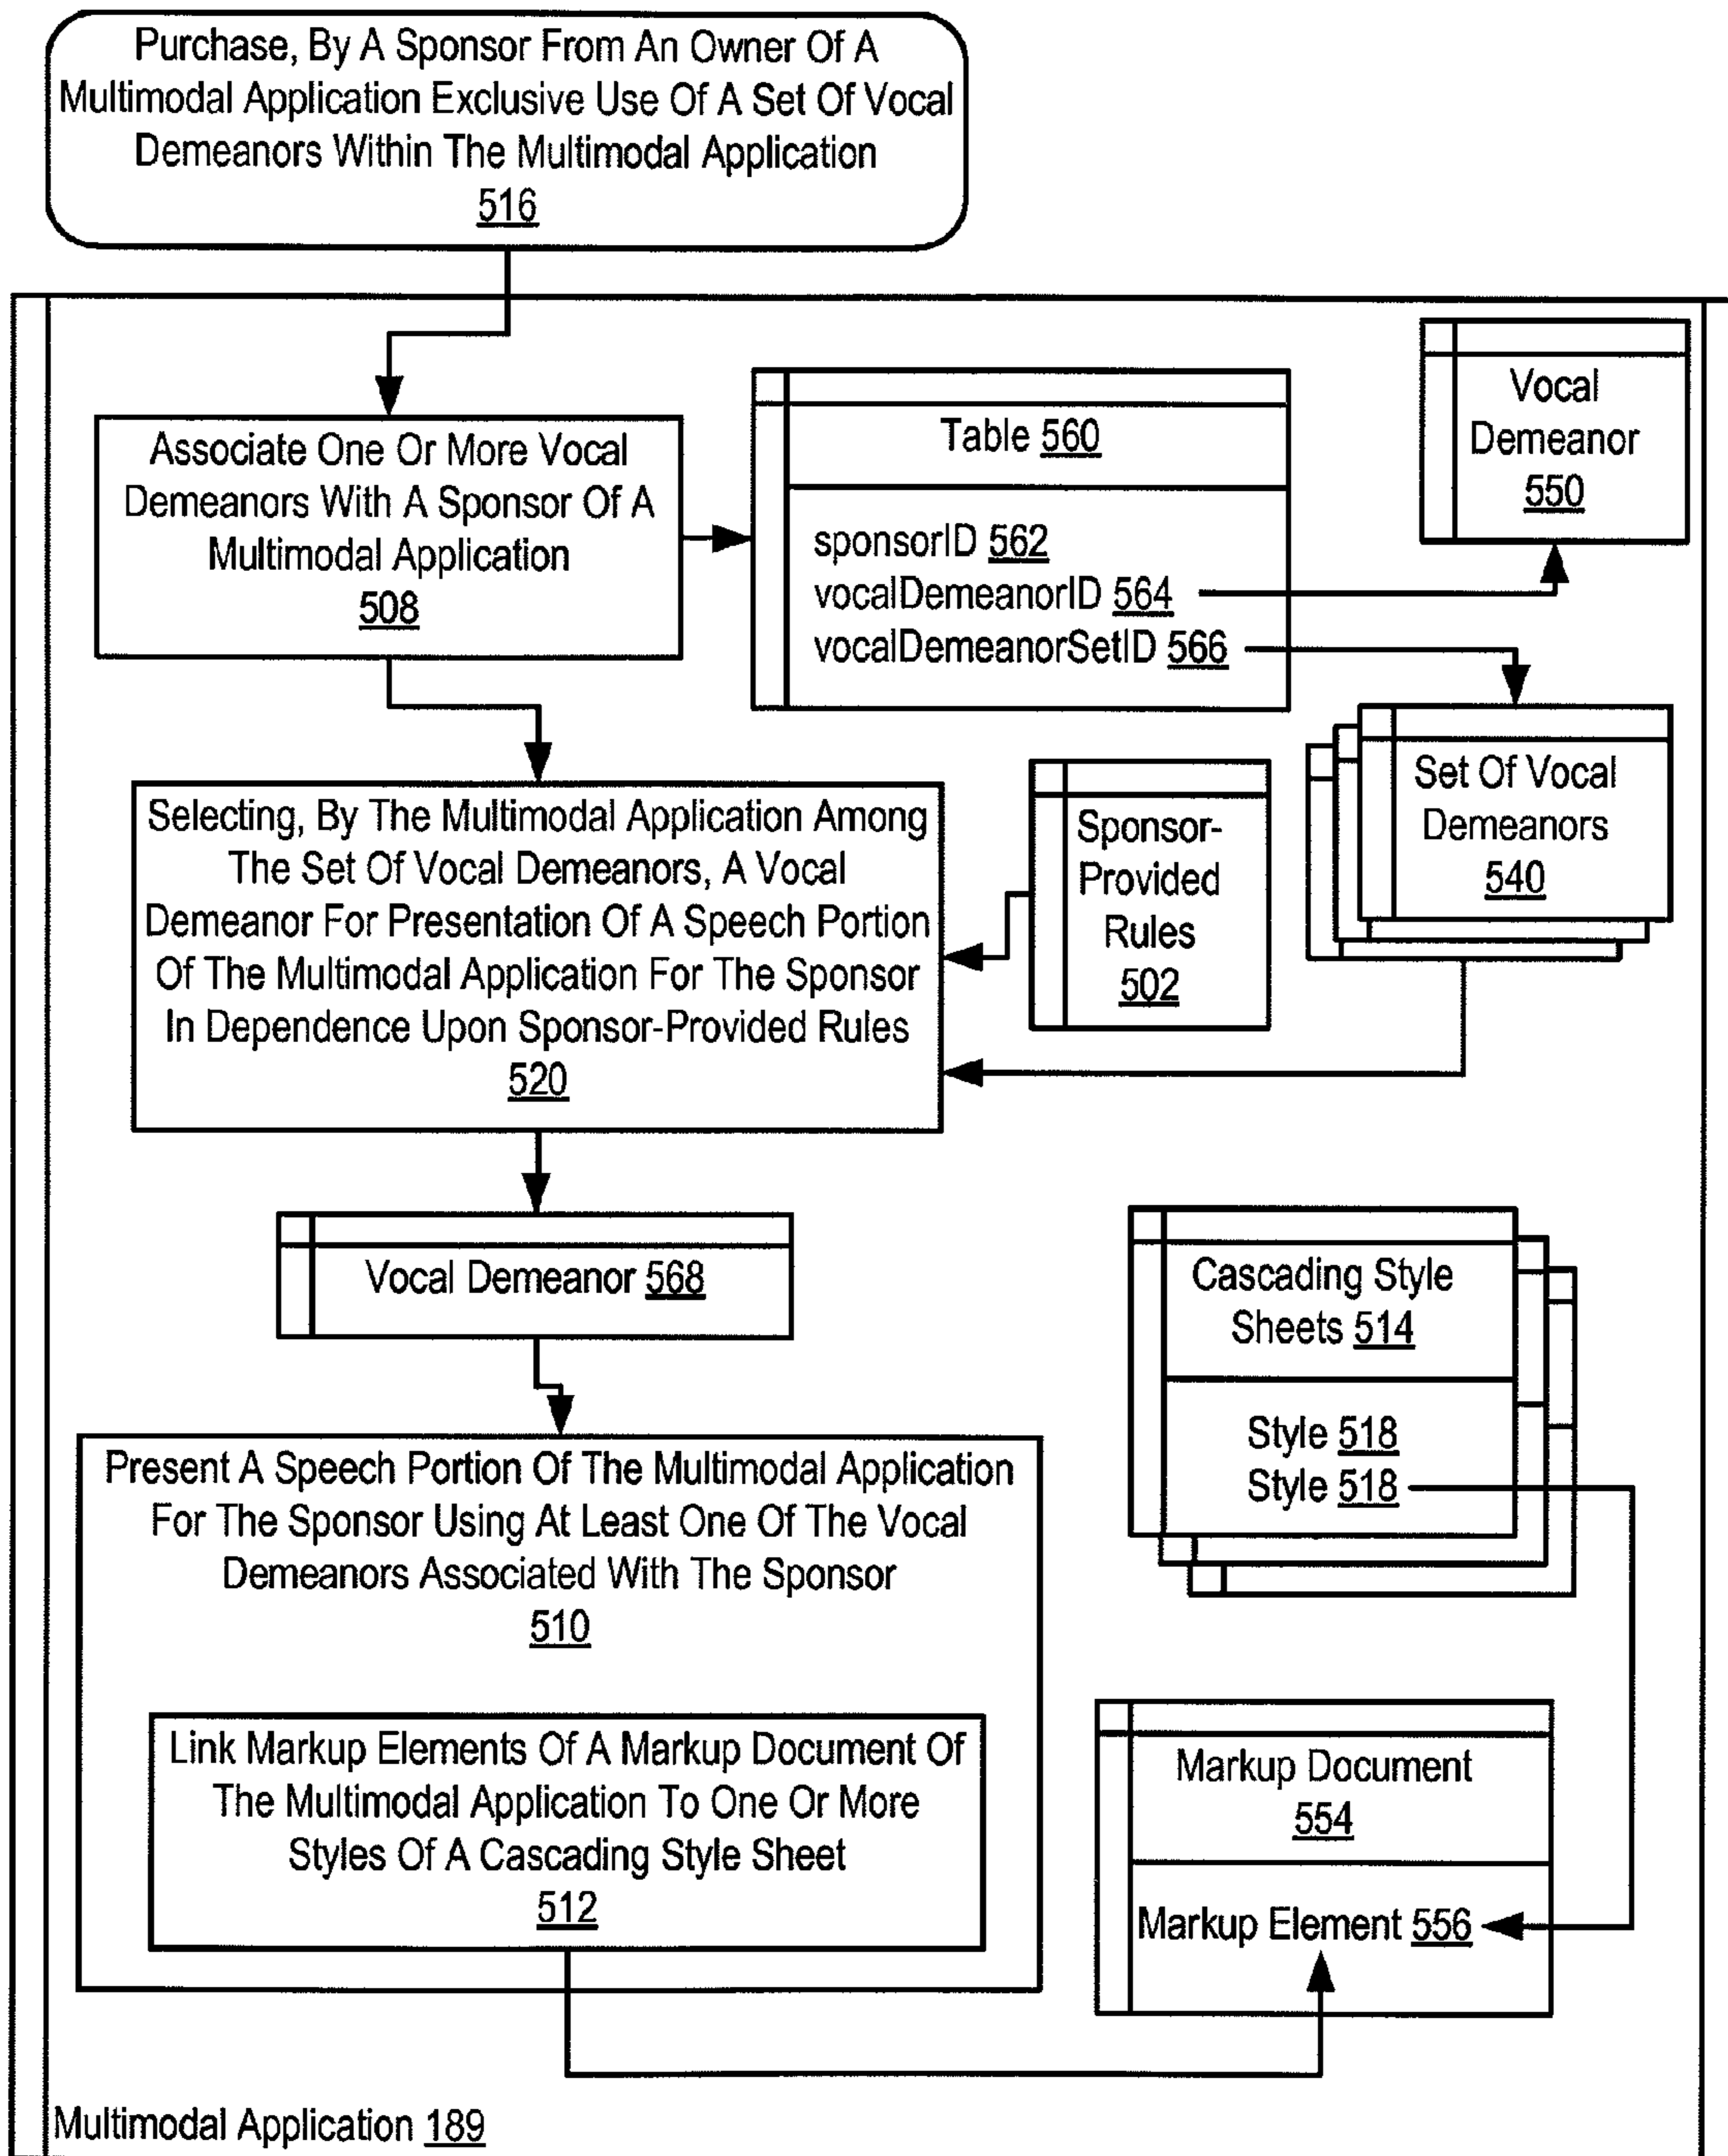 Purchase, By A Sponsor From An Owner Of A
Multimodal Application Exclusive Use Of A Set Of Vocal
Demeanors Within The Multimodal Application
516
Associate One Or More Vocal
Demeanors With A Sponsor Of A
Multimodal Application
508
Table 560
sponsorID 562
vocalDemeanorID 564
vocalDemeanorSetID 566
Vocal
Demeanor
550
Set Of Vocal
Demeanors
540
Sponsor-
Provided
Rules
502
Selecting, By The Multimodal Application Among
The Set Of Vocal Demeanors, A Vocal
Demeanor For Presentation Of A Speech Portion
Of The Multimodal Application For The Sponsor
In Dependence Upon Sponsor-Provided Rules
520
Vocal Demeanor 568
Cascading Style
Sheets 514
Style 518
Style 518
Present A Speech Portion Of The Multimodal Application
For The Sponsor Using At Least One Of The Vocal
Demeanors Associated With The Sponsor
510
Link Markup Elements Of A Markup Document Of
The Multimodal Application To One Or More
Styles Of A Cascading Style Sheet
512
Markup Document
554
Markup Element 556
Multimodal Application 189